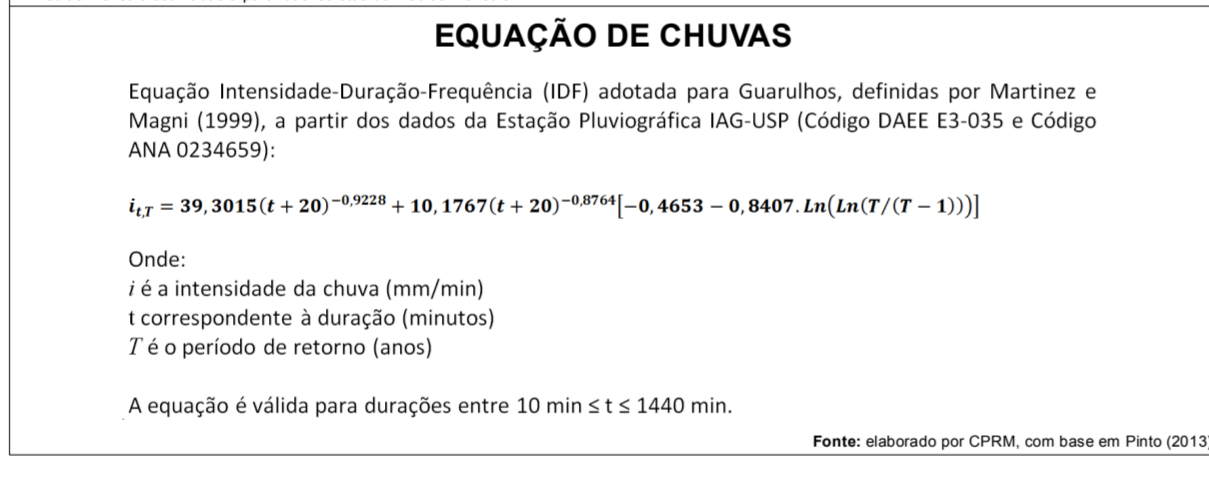 EQUAÇÃO DE CHUVAS
Equação Intensidade-Duração-Frequência (IDF) adotada para Guarulhos, definidas por Martinez e
Magni (1999), a partir dos dados da Estação Pluviográfica IAG-USP (Código DAEE E3-035 e Código
ANA 0234659):
i_{t,T} = 39,3015(t + 20)^{−0,9228} + 10,1767(t + 20)^{−0,8764}[−0,4653 − 0,8407.Ln(Ln(T/(T − 1)))]
Onde:
i é a intensidade da chuva (mm/min)
t correspondente à duração (minutos)
T é o período de retorno (anos)
A equação é válida para durações entre 10 min ≤ t ≤ 1440 min.
Fonte: elaborado por CPRM, com base em Pinto (2013)